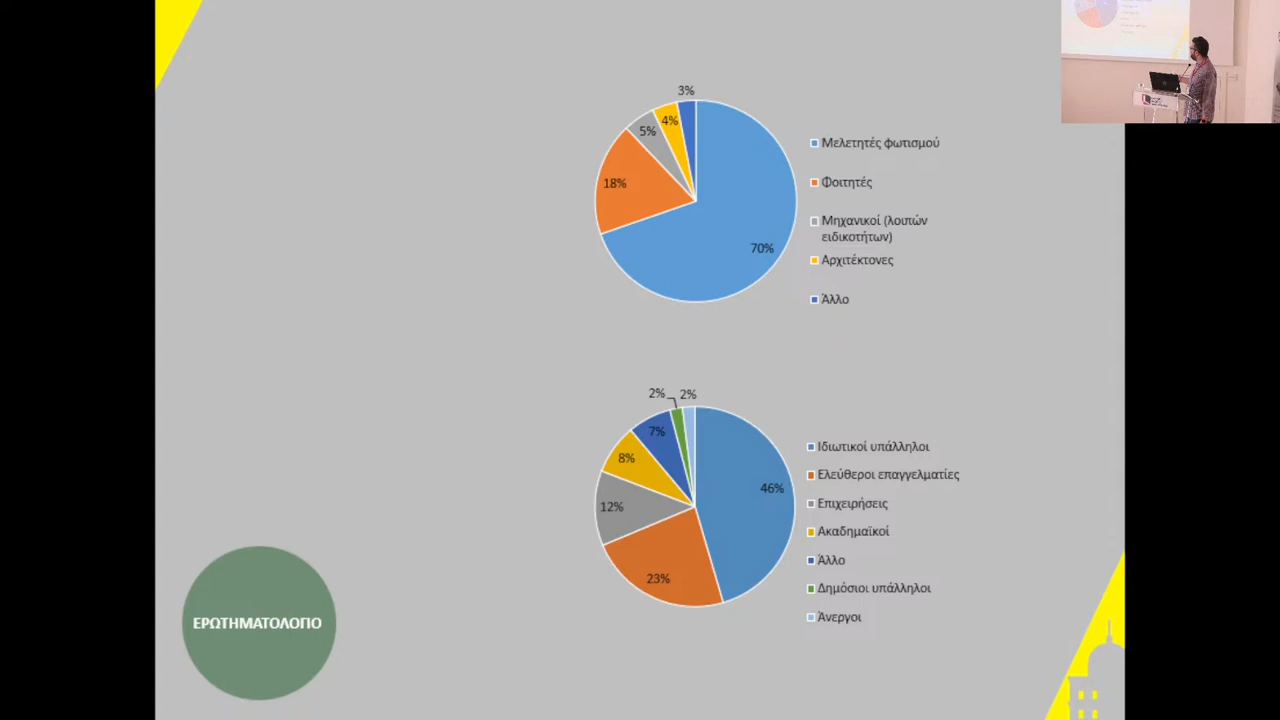 3%
4%
5%
18%
70%
Μελετητές φωτισμού
Φοιτητές
Μηχανικοί (λοιπών
ειδικοτήτων)
Αρχιτέκτονες
Άλλο
2%
2%
7%
8%
46%
12%
23%
Ιδιωτικοί υπάλληλοι
Ελεύθεροι επαγγελματίες
Επιχειρήσεις
Ακαδημαϊκοί
Άλλο
Δημόσιοι υπάλληλοι
Άνεργοι
ΕΡΩΤΗΜΑΤΟΛΟΓΙΟ